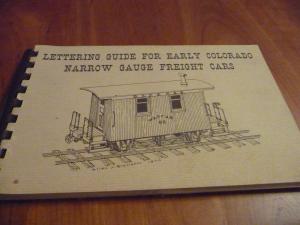 LETTERING GUIDE FOR EARLY COLORADO
NARROW GAUGE FREIGHT CARS